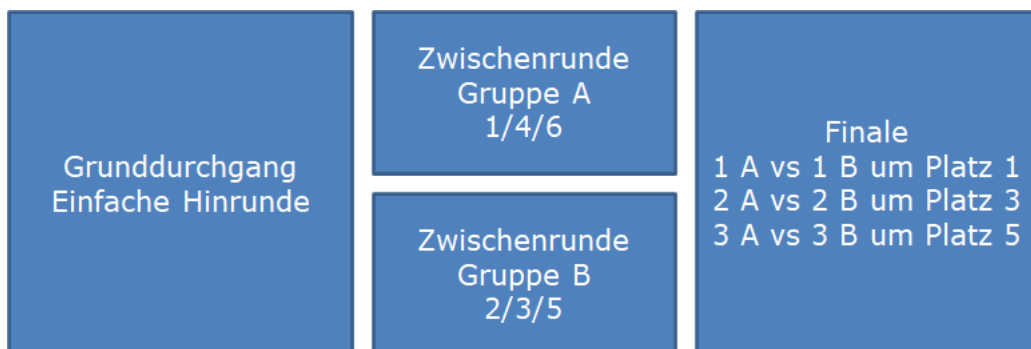 Grunddurchgang
Einfache Hinrunde
Zwischenrunde
Gruppe A
1/4/6
Zwischenrunde
Gruppe B
2/3/5
Finale
1 A vs 1 B um Platz 1
2 A vs 2 B um Platz 3
3 A vs 3 B um Platz 5